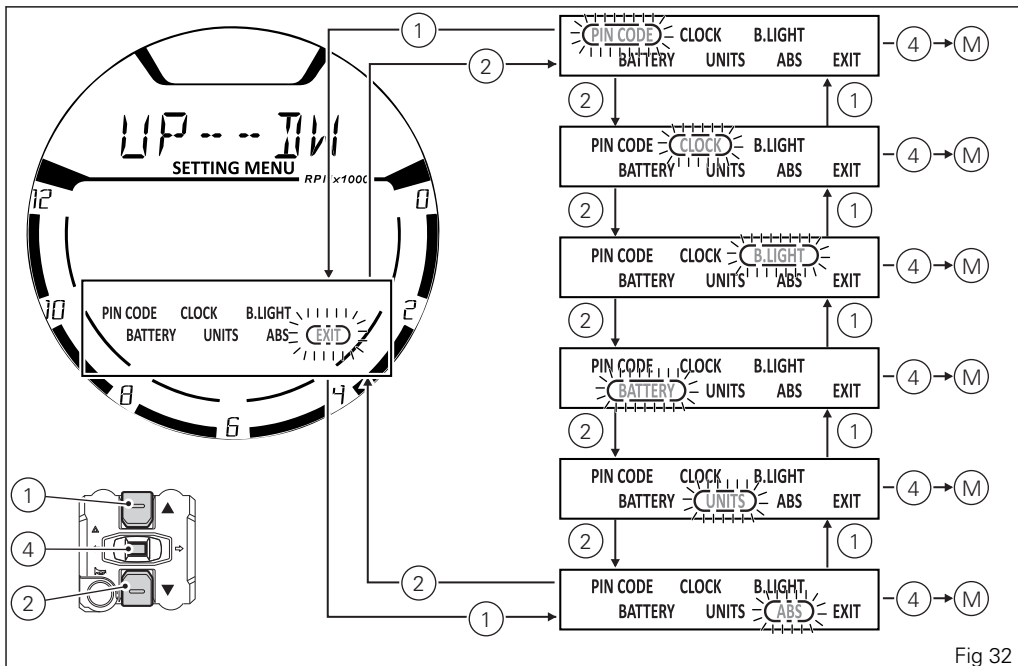 UP---DN
SETTING MENU
RPM x1000
12
0
10
2
8
4
6
PIN CODE CLOCK B.LIGHT
BATTERY UNITS ABS EXIT
1
2
PIN CODE CLOCK B.LIGHT
BATTERY UNITS ABS EXIT
4 M
2
1
PIN CODE CLOCK B.LIGHT
BATTERY UNITS ABS EXIT
4 M
2
1
PIN CODE CLOCK B.LIGHT
BATTERY UNITS ABS EXIT
4 M
2
1
PIN CODE CLOCK B.LIGHT
BATTERY UNITS ABS EXIT
4 M
2
1
PIN CODE CLOCK B.LIGHT
BATTERY UNITS ABS EXIT
4 M
2
1
PIN CODE CLOCK B.LIGHT
BATTERY UNITS ABS EXIT
4 M
2
1
1
4
2
Fig 32